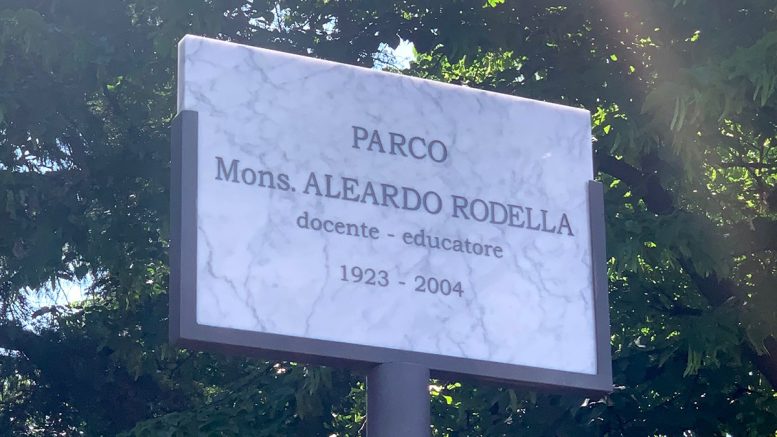 PARCO
Mons. ALEARDO RODELLA
docente - educatore
1923 - 2004